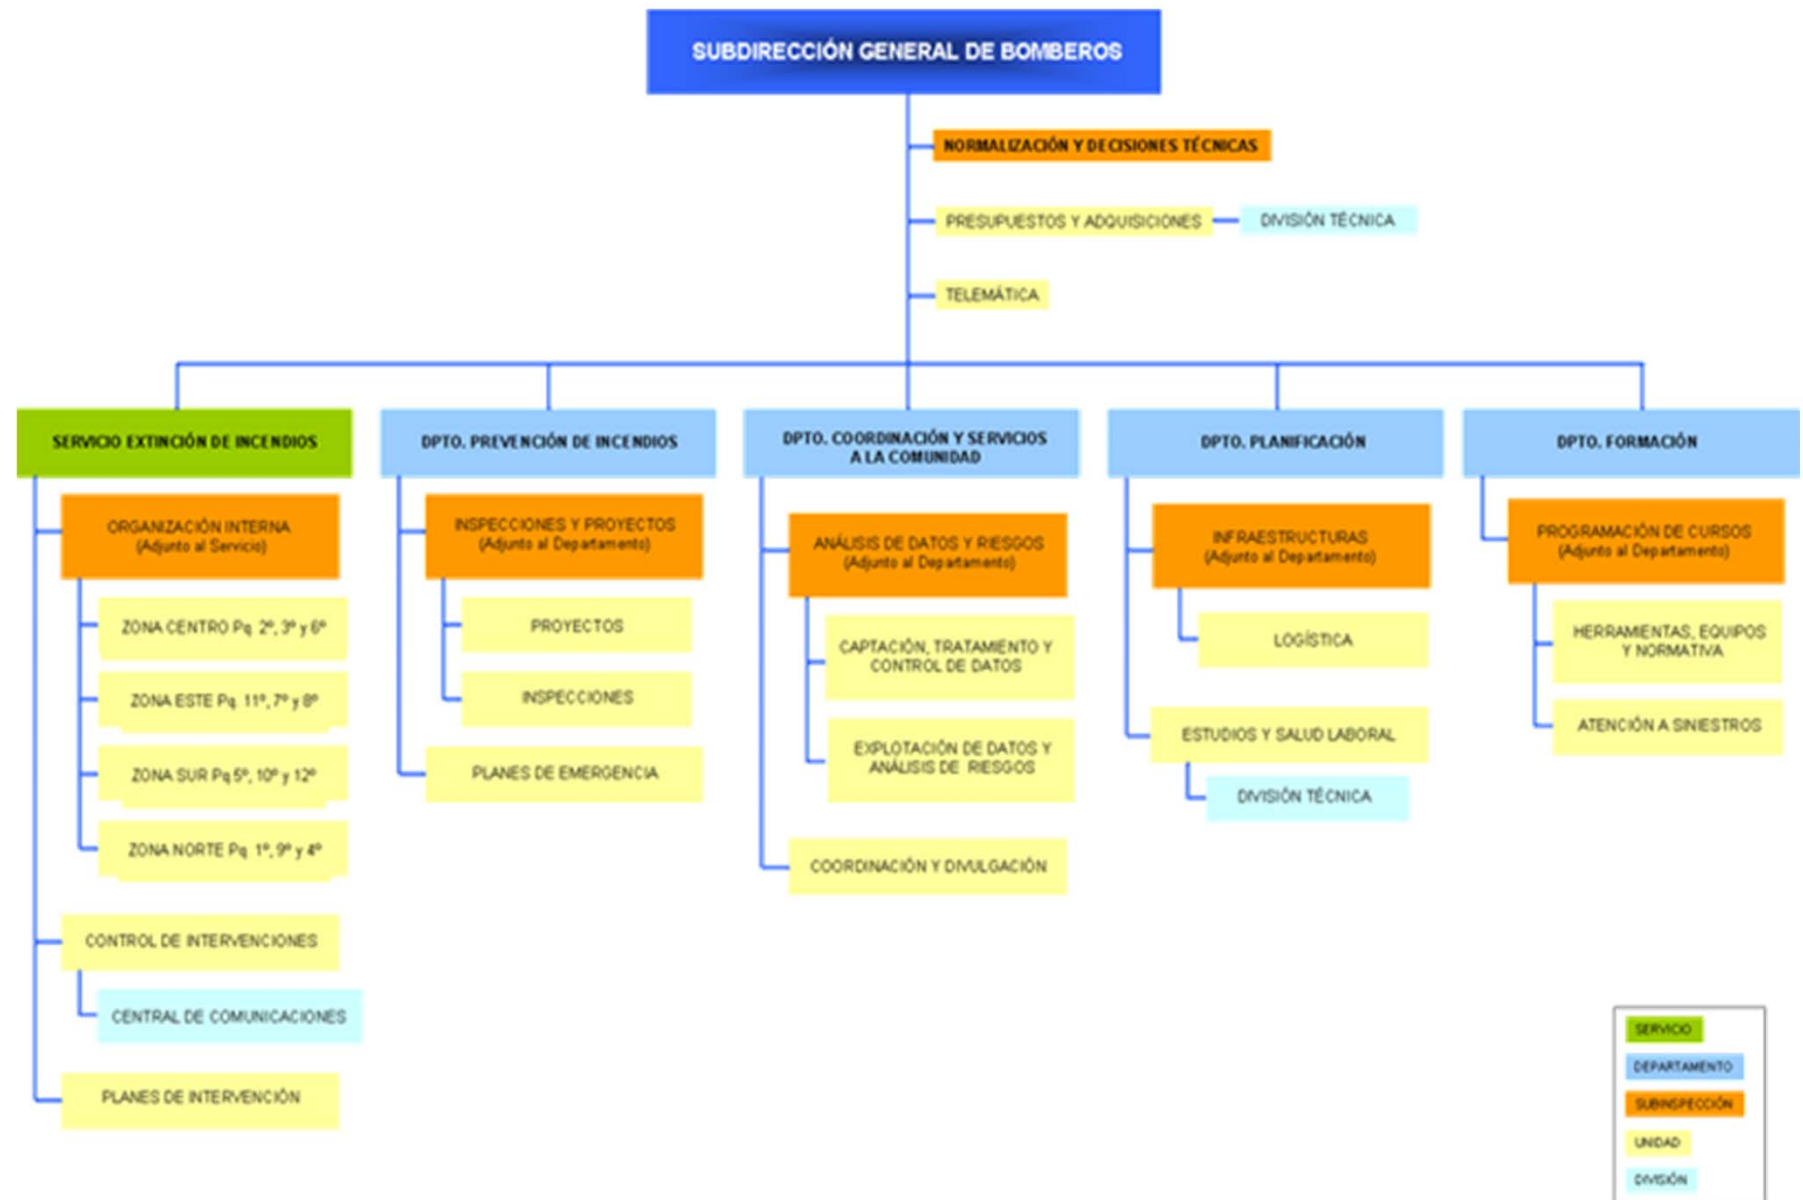 SUBDIRECCIÓN GENERAL DE BOMBEROS
NORMALIZACIÓN Y DECISIONES TÉCNICAS
PRESUPUESTOS Y ADQUISICIONES
DIVISIÓN TÉCNICA
TELEMÁTICA
SERVICIO EXTINCIÓN DE INCENDIOS
ORGANIZACIÓN INTERNA
(Adjunto al Servicio)
ZONA CENTRO Pq. 2º, 3º y 6º
ZONA ESTE Pq. 11º, 7º y 8º
ZONA SUR Pq 5º, 10º y 12º
ZONA NORTE Pq. 1º, 9º y 4º
CONTROL DE INTERVENCIONES
CENTRAL DE COMUNICACIONES
PLANES DE INTERVENCIÓN
DPTO. PREVENCIÓN DE INCENDIOS
INSPECCIONES Y PROYECTOS
(Adjunto al Departamento)
PROYECTOS
INSPECCIONES
PLANES DE EMERGENCIA
DPTO. COORDINACIÓN Y SERVICIOS
A LA COMUNIDAD
ANÁLISIS DE DATOS Y RIESGOS
(Adjunto al Departamento)
CAPTACIÓN, TRATAMIENTO Y
CONTROL DE DATOS
EXPLOTACIÓN DE DATOS Y
ANÁLISIS DE RIESGOS
COORDINACIÓN Y DIVULGACIÓN
DPTO. PLANIFICACIÓN
INFRAESTRUCTURAS
(Adjunto al Departamento)
LOGÍSTICA
ESTUDIOS Y SALUD LABORAL
DIVISIÓN TÉCNICA
DPTO. FORMACIÓN
PROGRAMACIÓN DE CURSOS
(Adjunto al Departamento)
HERRAMIENTAS, EQUIPOS
Y NORMATIVA
ATENCIÓN A SINIESTROS
SERVICIO
DEPARTAMENTO
SUBINSPECCIÓN
UNIDAD
DIVISIÓN